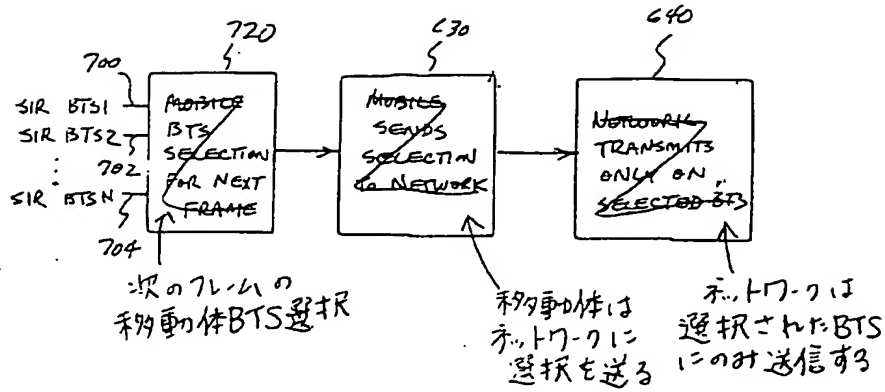 720
630
640
700
SIR BTS1
SIR BTS2
702
SIR BTSN
704
MOBILE
BTS
SELECTION
FOR NEXT
FRAME
MOBILE
SENDS
SELECTION
TO NETWORK
NETWORK
TRANSMITS
ONLY ON
SELECTED BTS
次のフレームの
移動体BTS選択
移動体は
ネットワークに
選択を送る
ネットワークは
選択されたBTS
にのみ送信する